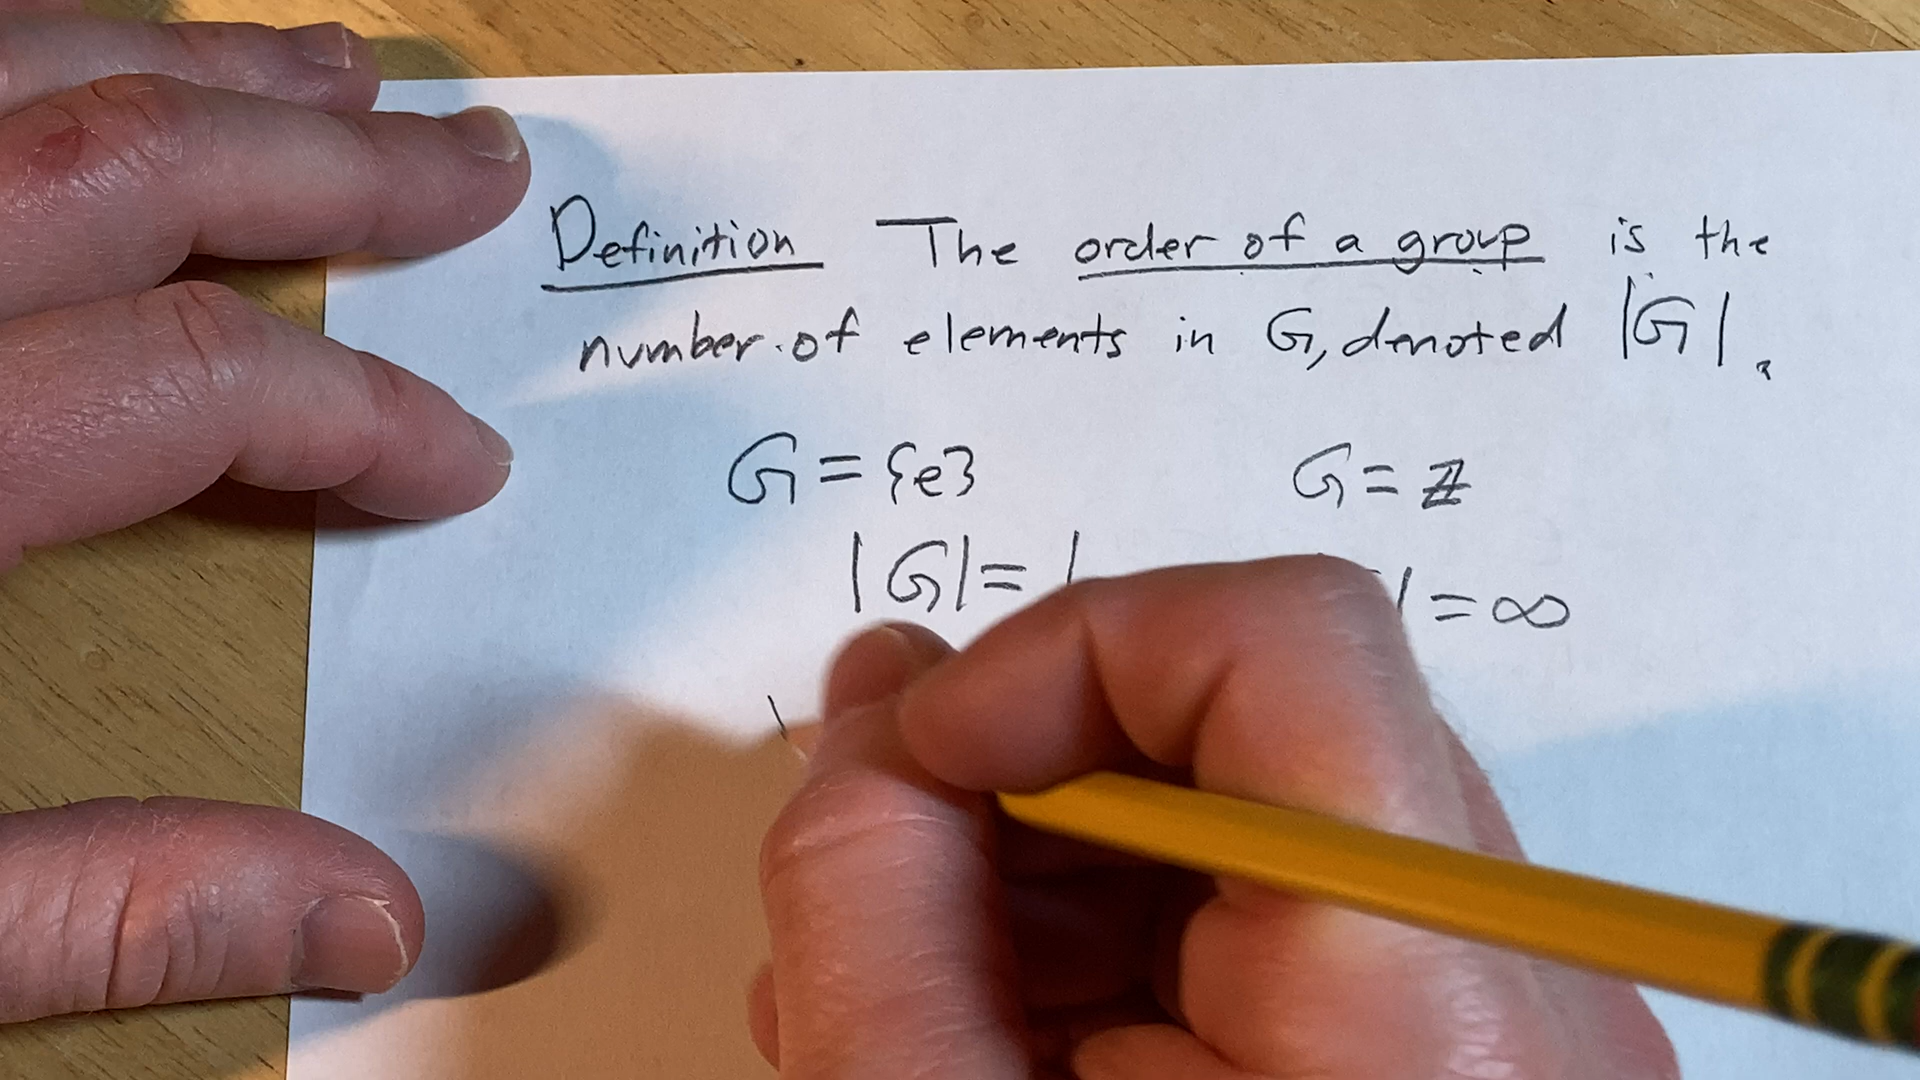 Definition The order of a group is the
number of elements in G, denoted |G|.
G = {e} G = ℤ
|G| = 1 | = ∞